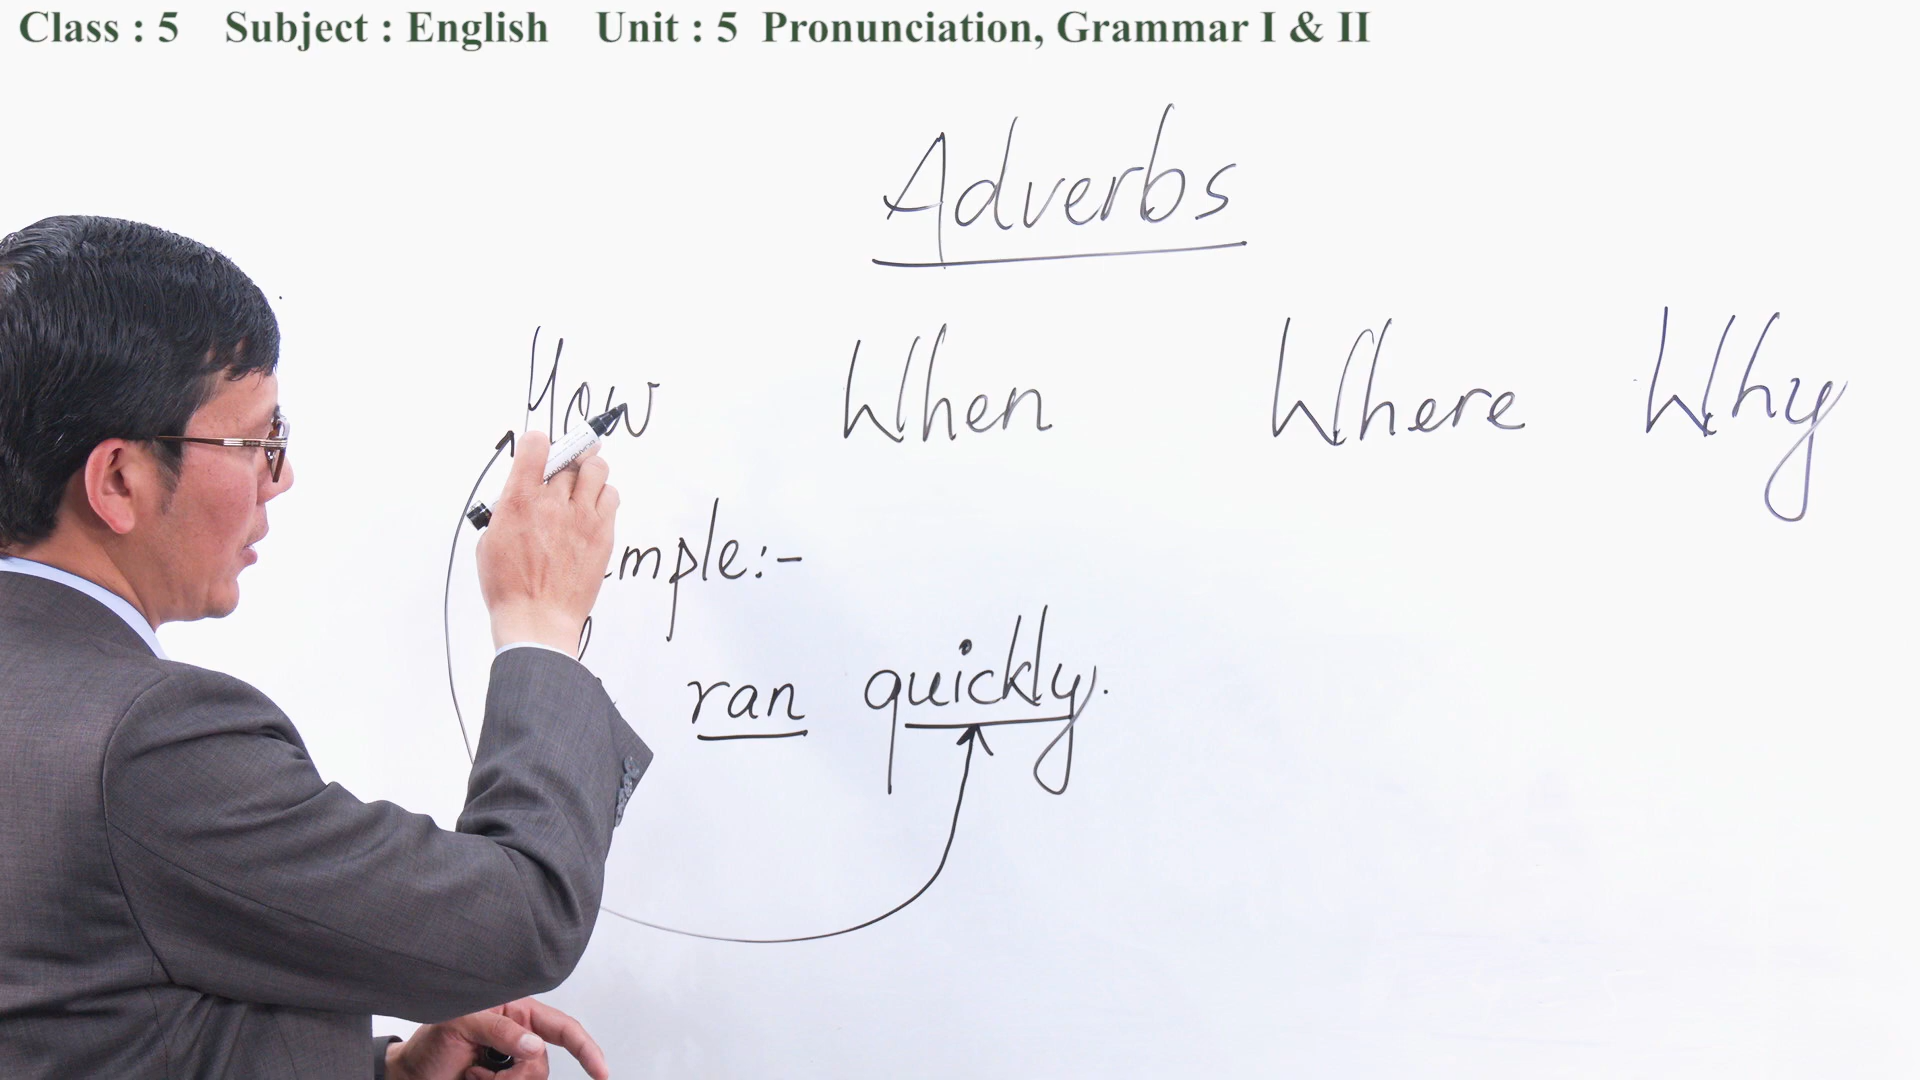 Class : 5 Subject : English Unit : 5 Pronunciation, Grammar I & II
Adverbs
How When Where Why
mple:-
ran quickly.